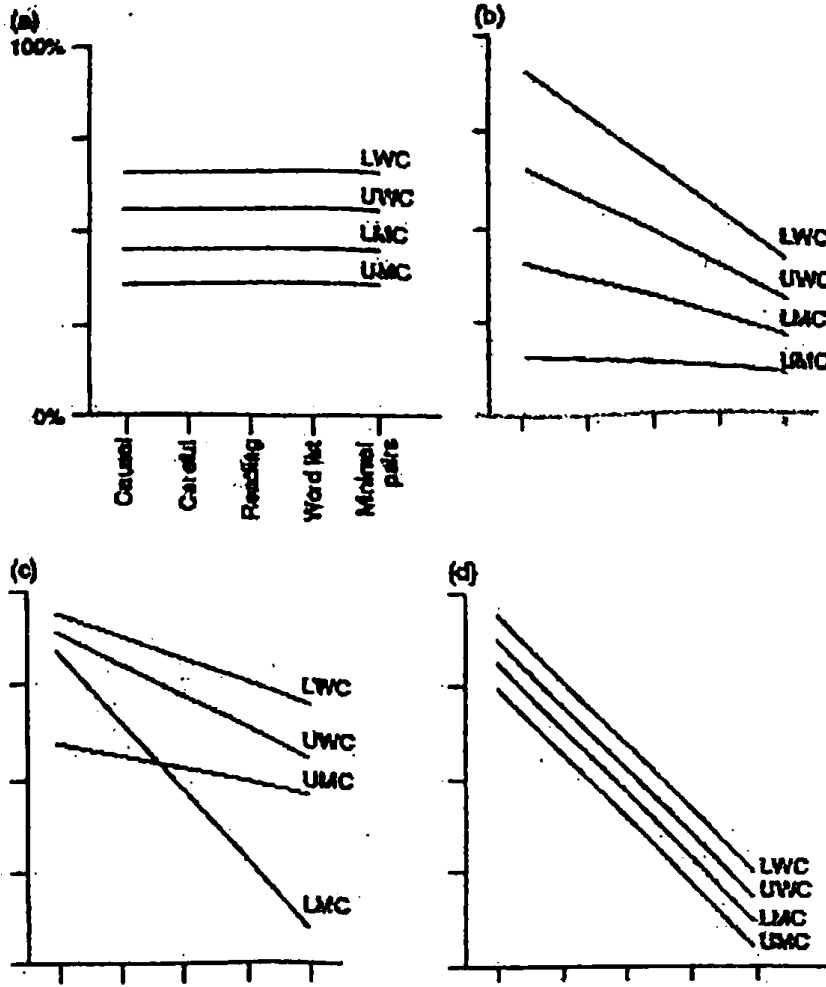 (a)
100%
LWC
UWC
LMC
UMC
0%
Causal
Careful
Reading
Word list
Minimal pairs
(b)
LWC
UWC
LMC
UMC
(c)
LWC
UWC
UMC
LMC
(d)
LWC
UWC
LMC
UMC